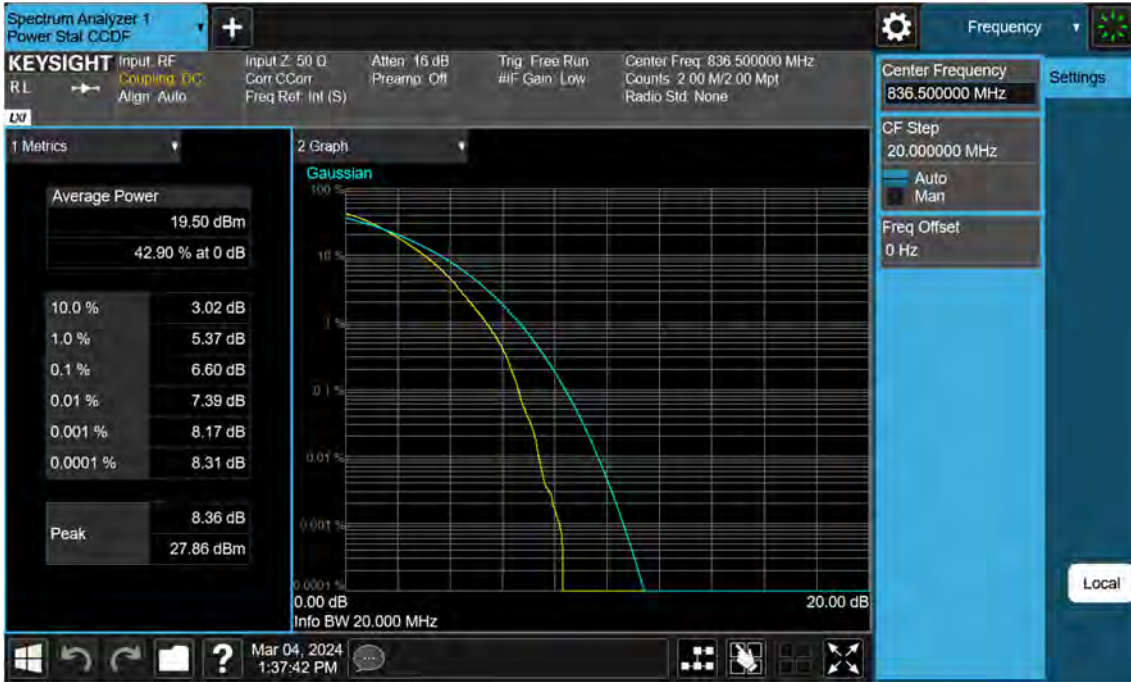 Spectrum Analyzer 1
Power Stat CCDF
+
Frequency
KEYSIGHT
RL
LXI
Input: RF
Coupling: DC
Align: Auto
Input Z: 50 Ω
Corr CCorr
Freq Ref: Int (S)
Atten: 16 dB
Preamp: Off
Trig: Free Run
#IF Gain: Low
Center Freq: 836.500000 MHz
Counts: 2.00 M/2.00 Mpt
Radio Std: None
Center Frequency
836.500000 MHz
Settings
CF Step
20.000000 MHz
Auto
Man
Freq Offset
0 Hz
Local
1 Metrics
Average Power
19.50 dBm
42.90 % at 0 dB
10.0 % 3.02 dB
1.0 % 5.37 dB
0.1 % 6.60 dB
0.01 % 7.39 dB
0.001 % 8.17 dB
0.0001 % 8.31 dB
Peak
8.36 dB
27.86 dBm
2 Graph
Gaussian
100 %
10 %
1 %
0.1 %
0.01 %
0.001 %
0.0001 %
0.00 dB 20.00 dB
Info BW 20.000 MHz
?
Mar 04, 2024
1:37:42 PM